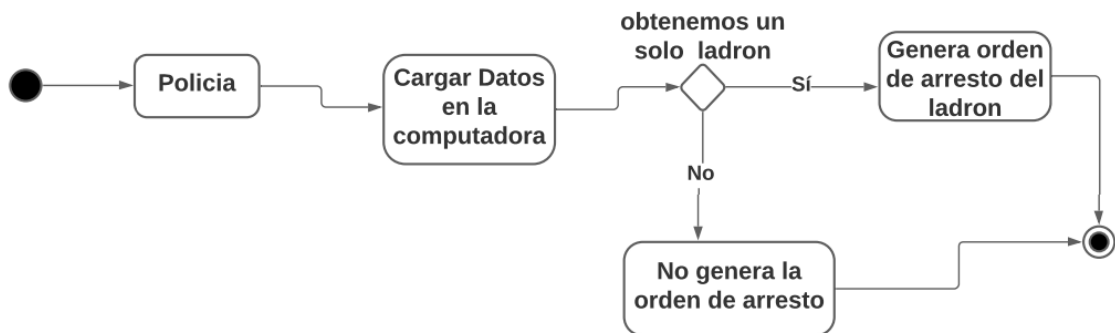 Policia
Cargar Datos
en la
computadora
obtenemos un
solo ladron
Sí
Genera orden
de arresto del
ladron
No
No genera la
orden de arresto